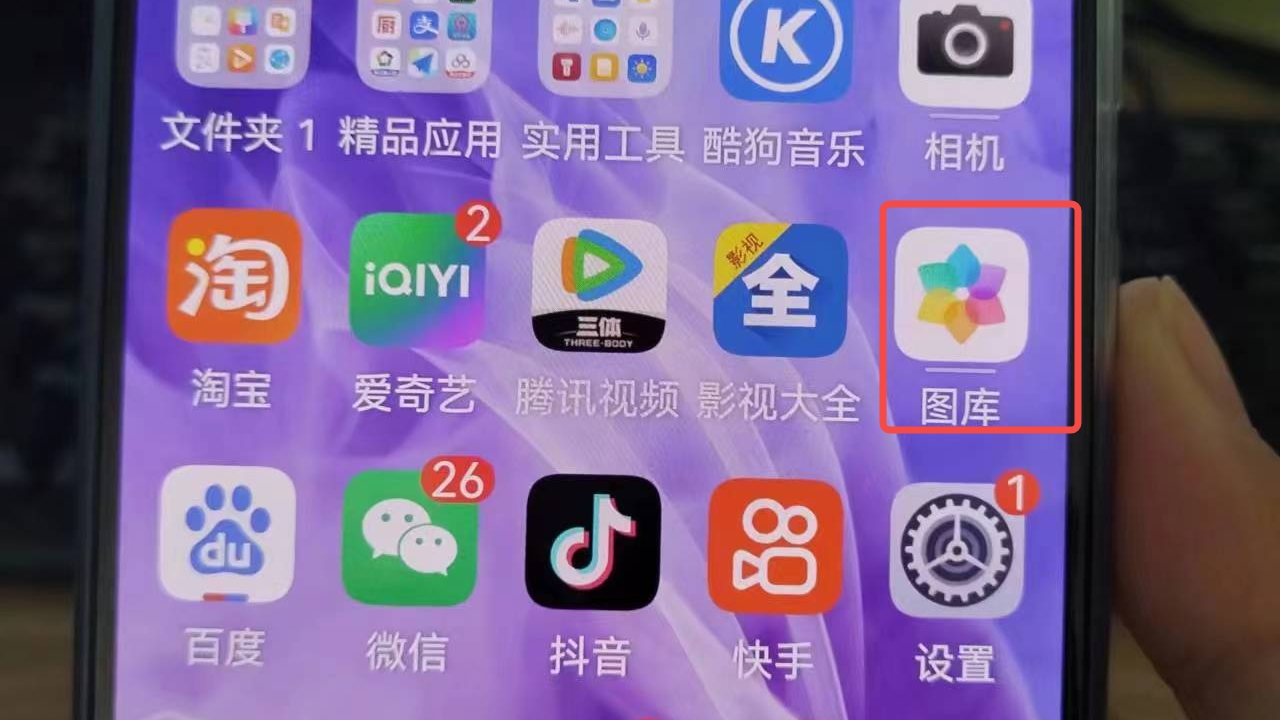 厨
支
T
K
文件夹 1
精品应用
实用工具
酷狗音乐
相机
淘
iQIYI
2
三体
THREE-BODY
影视
全
淘宝
爱奇艺
腾讯视频
影视大全
图库
du
26
1
百度
微信
抖音
快手
设置